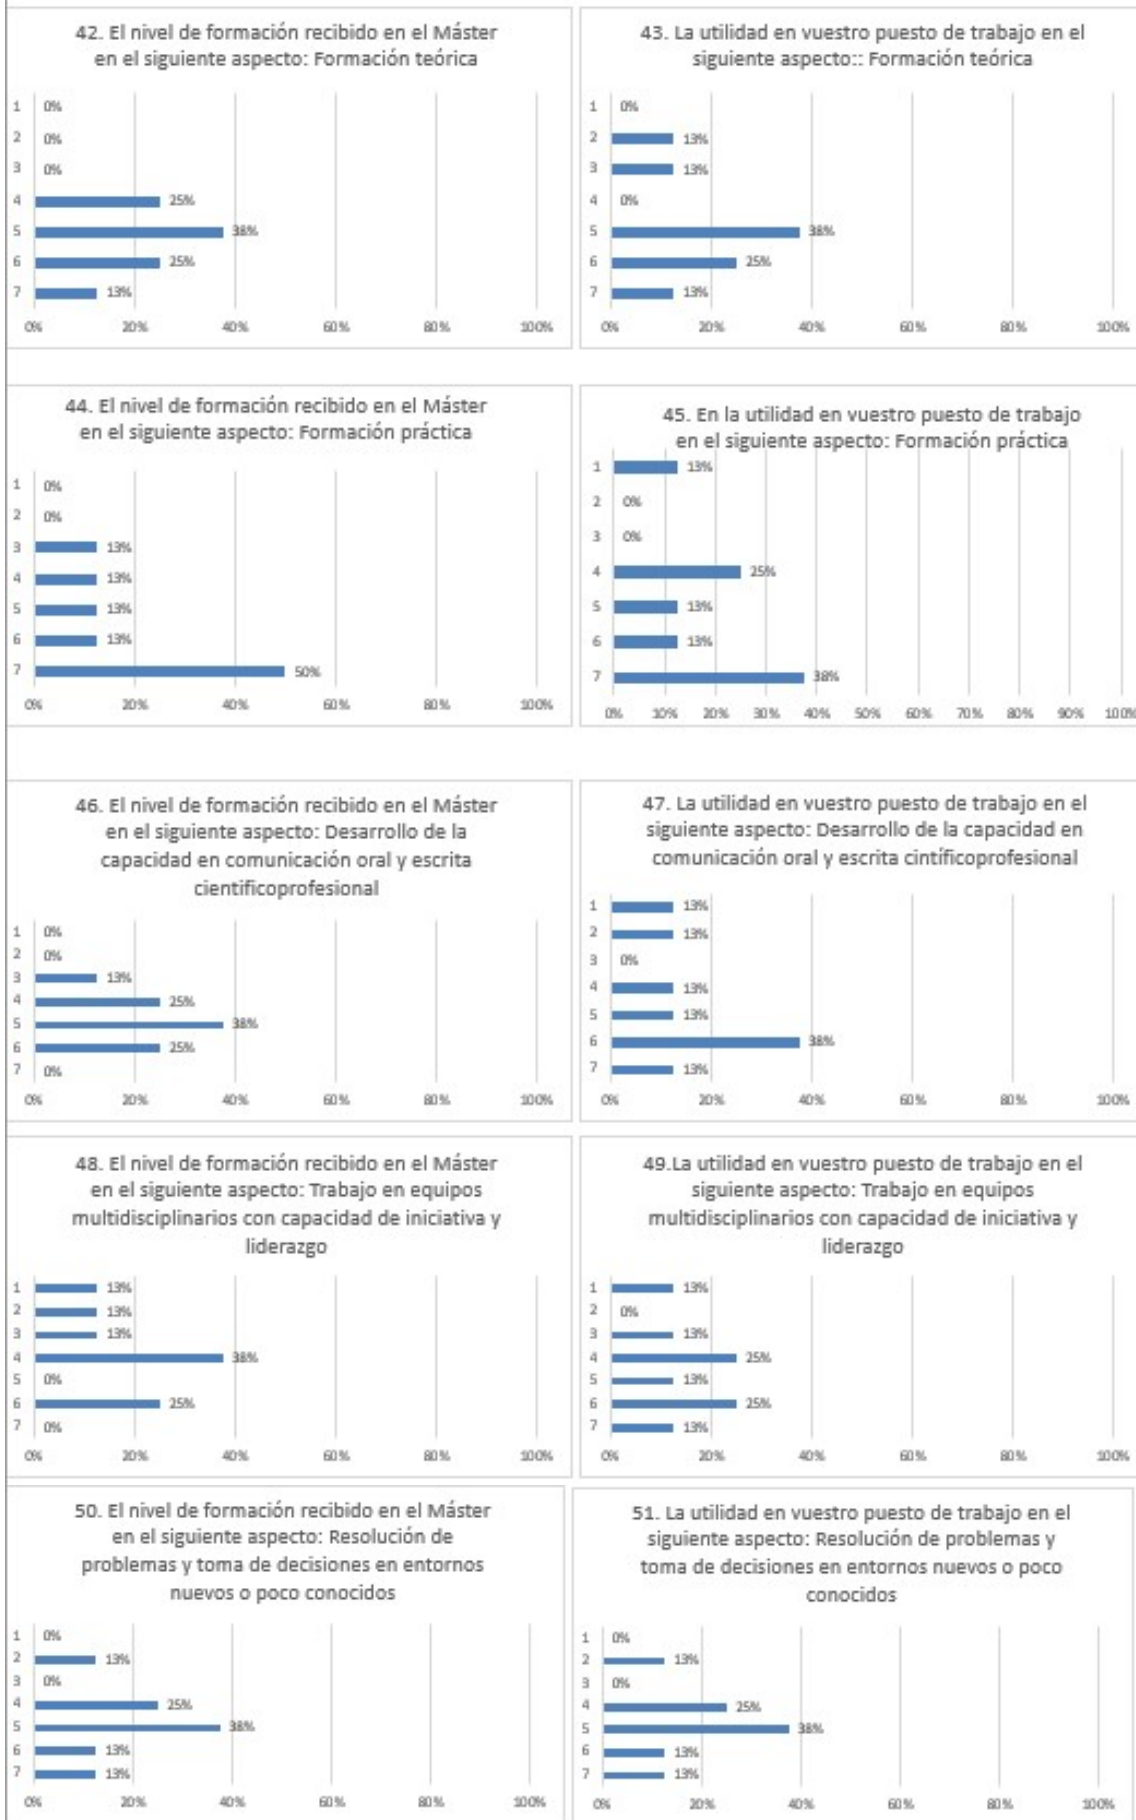 42. El nivel de formación recibido en el Máster
en el siguiente aspecto: Formación teórica
1 0%
2 0%
3 0%
4 25%
5 38%
6 25%
7 13%
0% 20% 40% 60% 80% 100%
43. La utilidad en vuestro puesto de trabajo en el
siguiente aspecto:: Formación teórica
1 0%
2 13%
3 13%
4 0%
5 38%
6 25%
7 13%
0% 20% 40% 60% 80% 100%
44. El nivel de formación recibido en el Máster
en el siguiente aspecto: Formación práctica
1 0%
2 0%
3 13%
4 13%
5 13%
6 13%
7 50%
0% 20% 40% 60% 80% 100%
45. En la utilidad en vuestro puesto de trabajo
en el siguiente aspecto: Formación práctica
1 13%
2 0%
3 0%
4 25%
5 13%
6 13%
7 38%
0% 10% 20% 30% 40% 50% 60% 70% 80% 90% 100%
46. El nivel de formación recibido en el Máster
en el siguiente aspecto: Desarrollo de la
capacidad en comunicación oral y escrita
cientificoprofesional
1 0%
2 0%
3 13%
4 25%
5 38%
6 25%
7 0%
0% 20% 40% 60% 80% 100%
47. La utilidad en vuestro puesto de trabajo en el
siguiente aspecto: Desarrollo de la capacidad en
comunicación oral y escrita cintíficoprofesional
1 13%
2 13%
3 0%
4 13%
5 13%
6 38%
7 13%
0% 20% 40% 60% 80% 100%
48. El nivel de formación recibido en el Máster
en el siguiente aspecto: Trabajo en equipos
multidisciplinarios con capacidad de iniciativa y
liderazgo
1 13%
2 13%
3 13%
4 38%
5 0%
6 25%
7 0%
0% 20% 40% 60% 80% 100%
49.La utilidad en vuestro puesto de trabajo en el
siguiente aspecto: Trabajo en equipos
multidisciplinarios con capacidad de iniciativa y
liderazgo
1 13%
2 0%
3 13%
4 25%
5 13%
6 25%
7 13%
0% 20% 40% 60% 80% 100%
50. El nivel de formación recibido en el Máster
en el siguiente aspecto: Resolución de
problemas y toma de decisiones en entornos
nuevos o poco conocidos
1 0%
2 13%
3 0%
4 25%
5 38%
6 13%
7 13%
0% 20% 40% 60% 80% 100%
51. La utilidad en vuestro puesto de trabajo en el
siguiente aspecto: Resolución de problemas y
toma de decisiones en entornos nuevos o poco
conocidos
1 0%
2 13%
3 0%
4 25%
5 38%
6 13%
7 13%
0% 20% 40% 60% 80% 100%